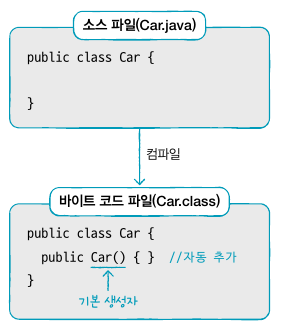 소스 파일(Car.java)
public class Car {
}
컴파일
바이트 코드 파일(Car.class)
public class Car {
public Car() { } //자동 추가
}
기본 생성자